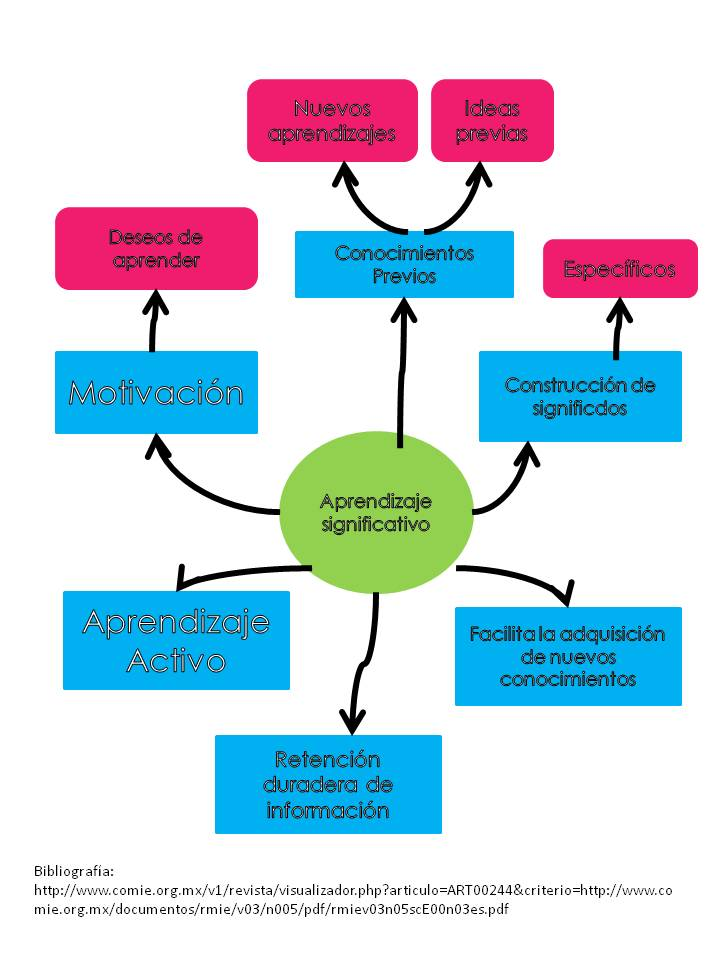 Nuevos
aprendizajes
Ideas
previas
Deseos de
aprender
Conocimientos
Previos
Específicos
Motivación
Construcción de
significdos
Aprendizaje
significativo
Aprendizaje
Activo
Facilita la adquisición
de nuevos
conocimientos
Retención
duradera de
información
Bibliografía:
http://www.comie.org.mx/v1/revista/visualizador.php?articulo=ART00244&criterio=http://www.co
mie.org.mx/documentos/rmie/v03/n005/pdf/rmiev03n05scE00n03es.pdf